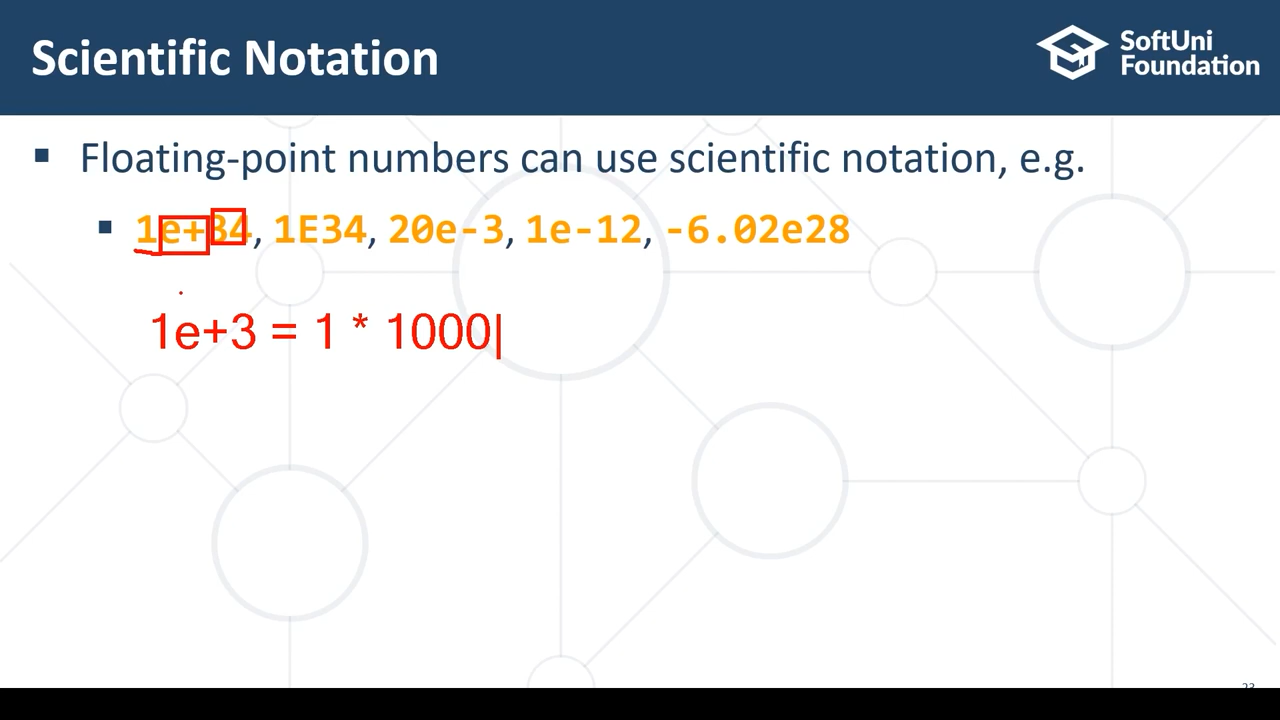 Scientific Notation
SoftUni
Foundation
Floating-point numbers can use scientific notation, e.g.
1e+34, 1E34, 20e-3, 1e-12, -6.02e28
1e+3 = 1 * 1000
23